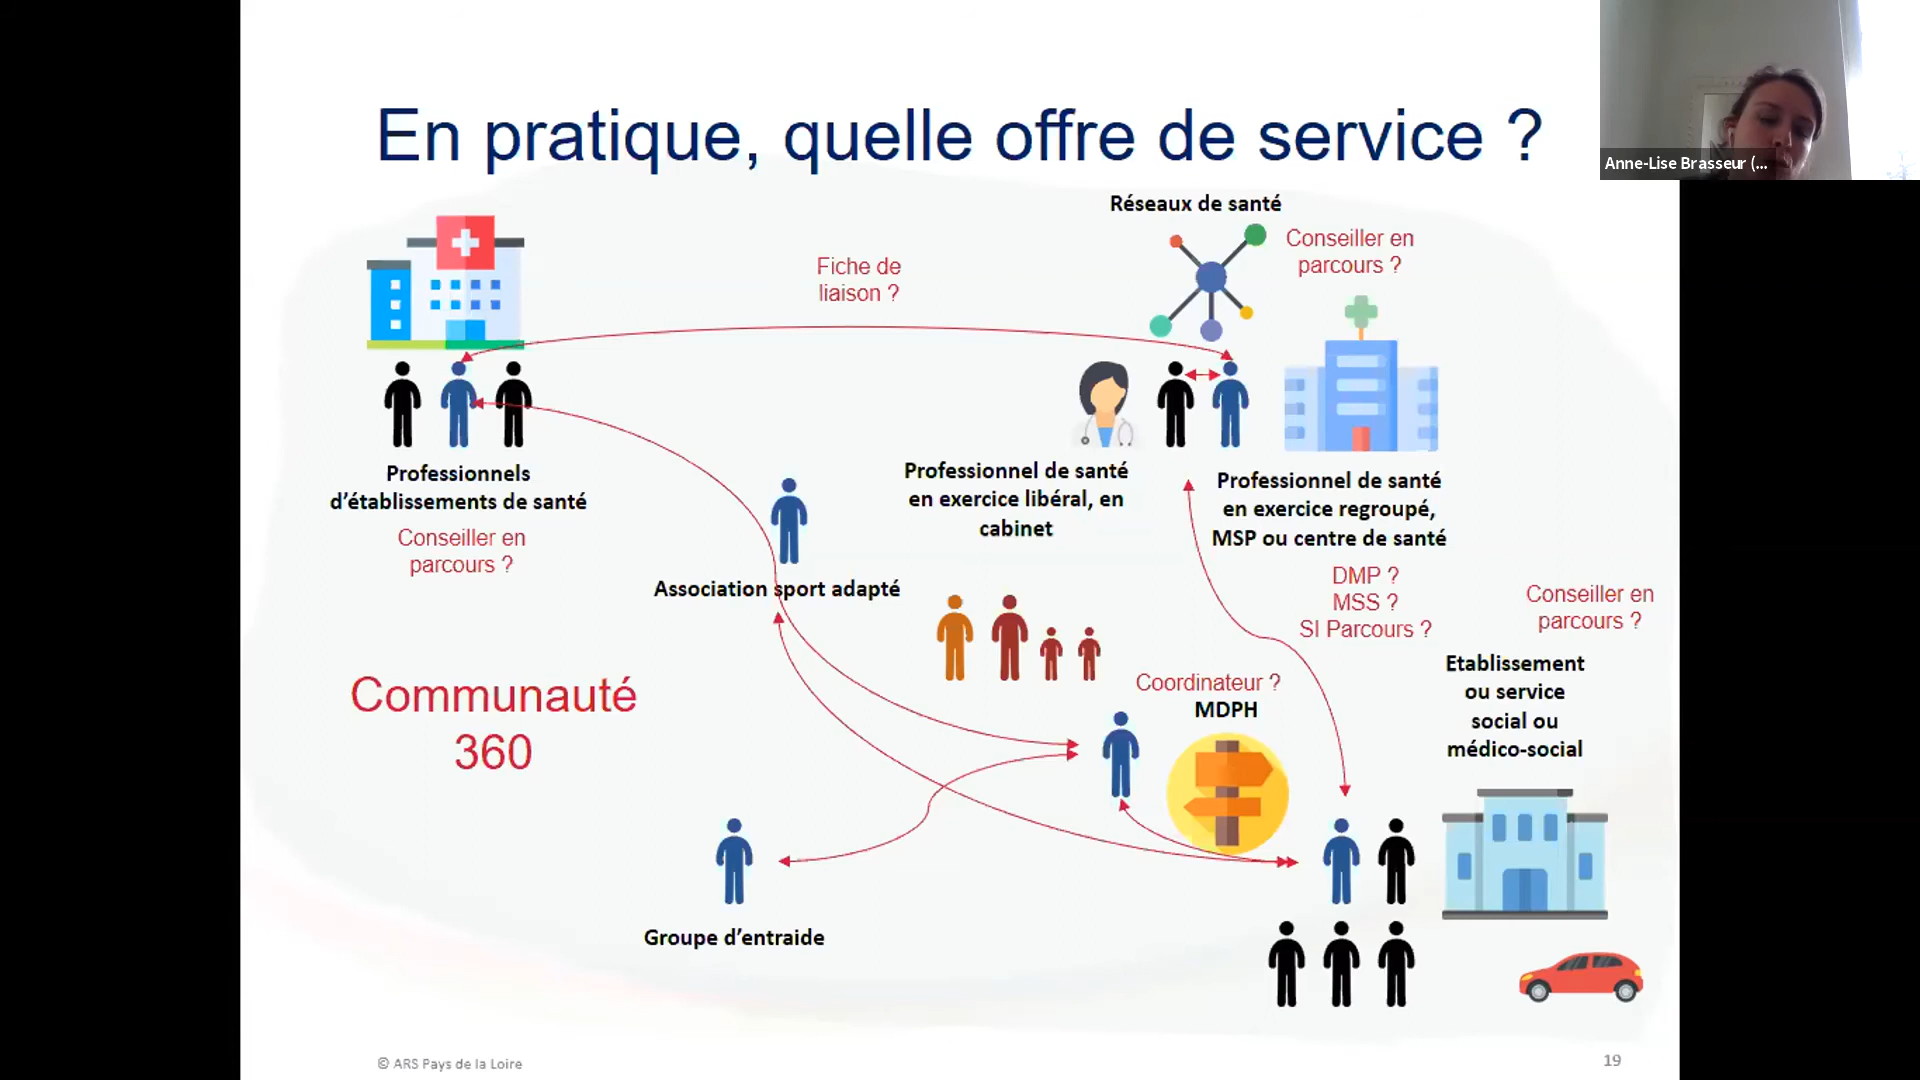 En pratique, quelle offre de service ?
Anne-Lise Brasseur (...
Réseaux de santé
Conseiller en
parcours ?
Fiche de
liaison ?
Professionnels
d’établissements de santé
Conseiller en
parcours ?
Professionnel de santé
en exercice libéral, en
cabinet
Professionnel de santé
en exercice regroupé,
MSP ou centre de santé
DMP ?
MSS ?
SI Parcours ?
Association sport adapté
Conseiller en
parcours ?
Etablissement
ou service
social ou
médico-social
Communauté
360
Coordinateur ?
MDPH
Groupe d’entraide
© ARS Pays de la Loire
19